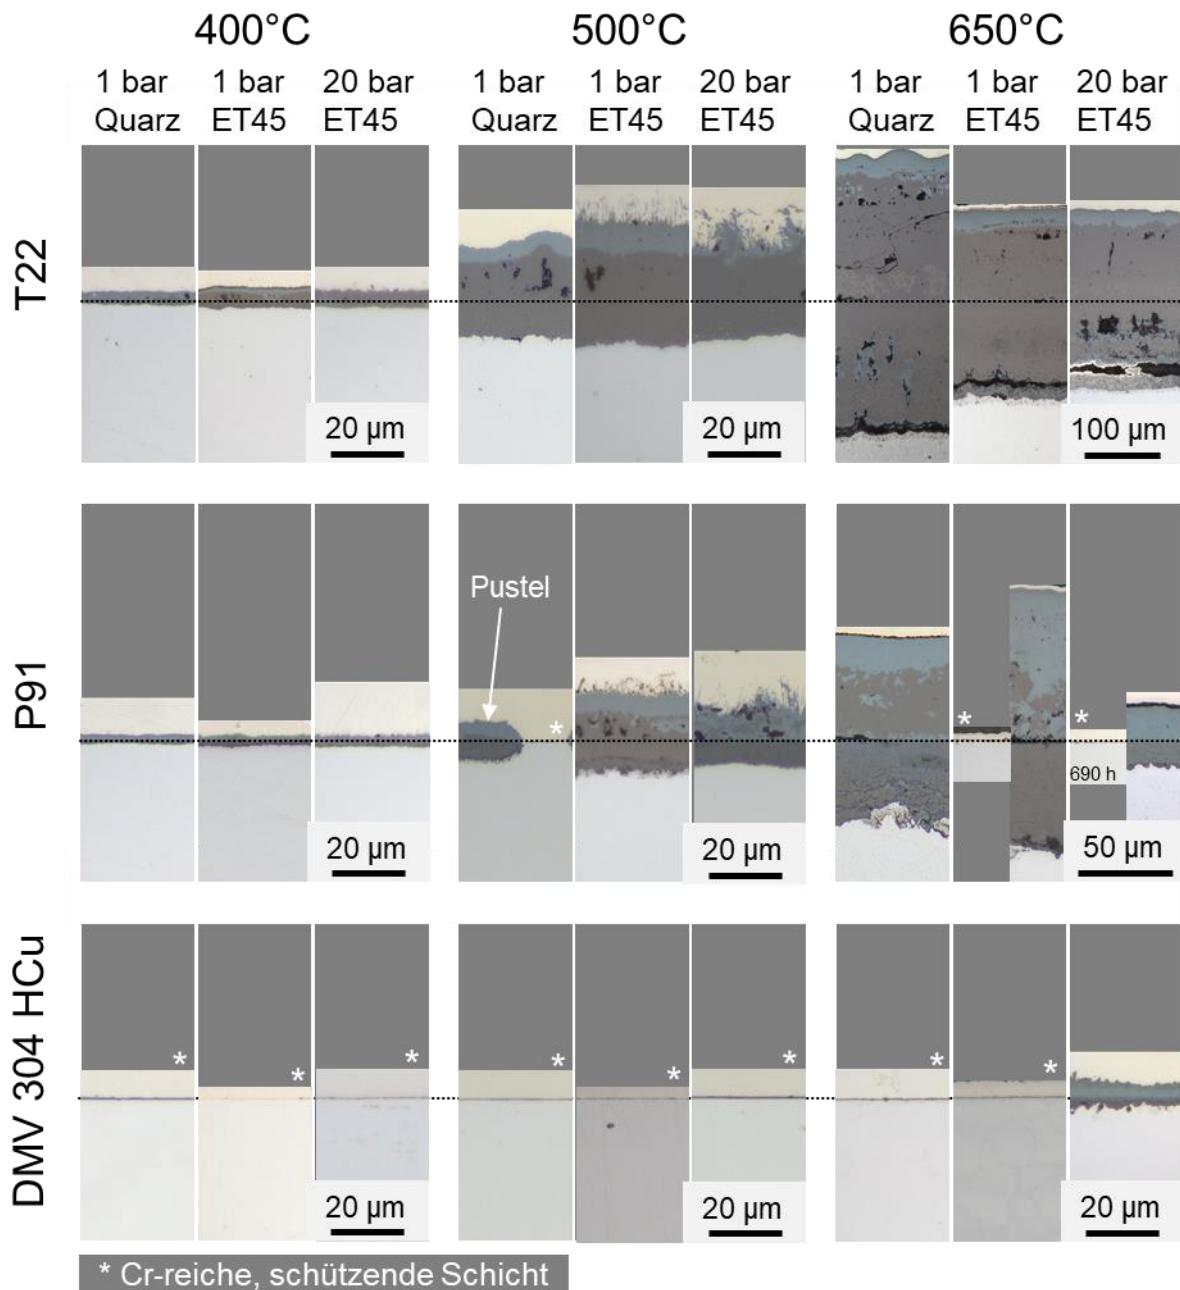 400°C 500°C 650°C
1 bar 1 bar 20 bar 1 bar 1 bar 20 bar 1 bar 1 bar 20 bar
Quarz ET45 ET45 Quarz ET45 ET45 Quarz ET45 ET45
T22
20 µm 20 µm 100 µm
P91
Pustel
*
* *
690 h
20 µm 20 µm 50 µm
DMV 304 HCu
* * * * * * * *
20 µm 20 µm 20 µm
* Cr-reiche, schützende Schicht